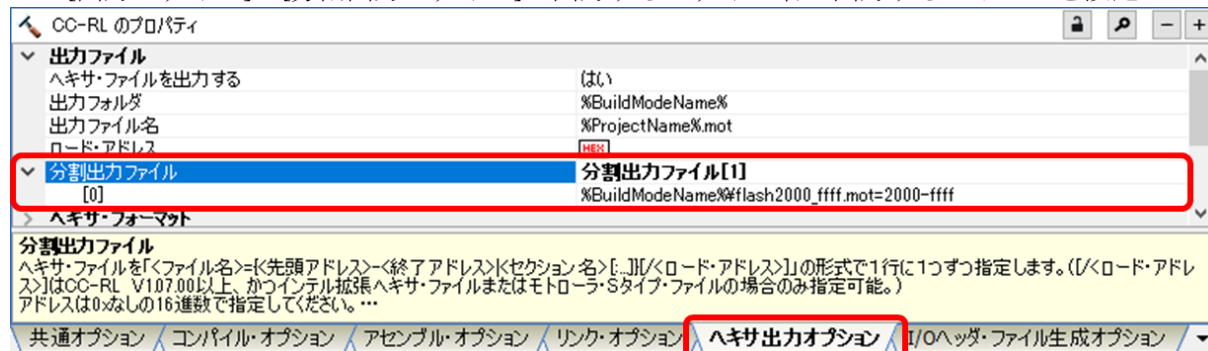 CC-RL のプロパティ
出力ファイル
ヘキサ・ファイルを出力する はい
出力フォルダ %BuildModeName%
出力ファイル名 %ProjectName%.mot
ロード・アドレス HEX
分割出力ファイル 分割出力ファイル[1]
[0] %BuildModeName%¥flash2000_ffff.mot=2000-ffff
ヘキサ・フォーマット
分割出力ファイル
ヘキサ・ファイルを「<ファイル名>={<先頭アドレス>-<終了アドレス>|<セクション名>[…]}[/<ロード・アドレス>]」の形式で1行に1つずつ指定します。([/<ロード・アドレ
ス>]はCC-RL V1.07.00以上、かつインテル拡張ヘキサ・ファイルまたはモトローラ・Sタイプ・ファイルの場合のみ指定可能。)
アドレスは0xなしの16進数で指定してください。…
共通オプション コンパイル・オプション アセンブル・オプション リンク・オプション ヘキサ出力オプション I/Oヘッダ・ファイル生成オプション